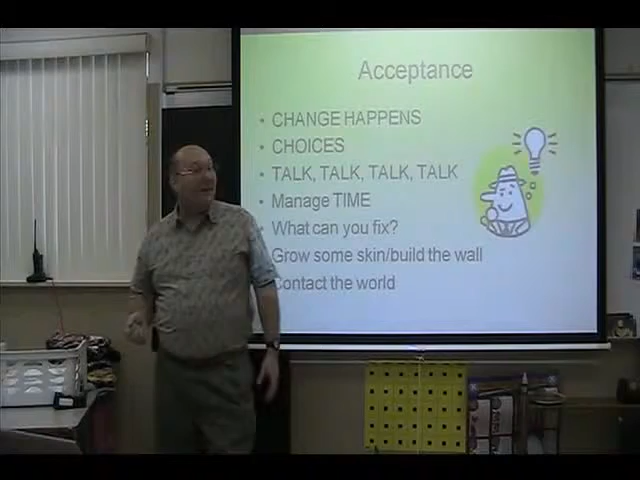 Acceptance
• CHANGE HAPPENS
• CHOICES
• TALK, TALK, TALK, TALK
• Manage TIME
• What can you fix?
Grow some skin/build the wall
Contact the world